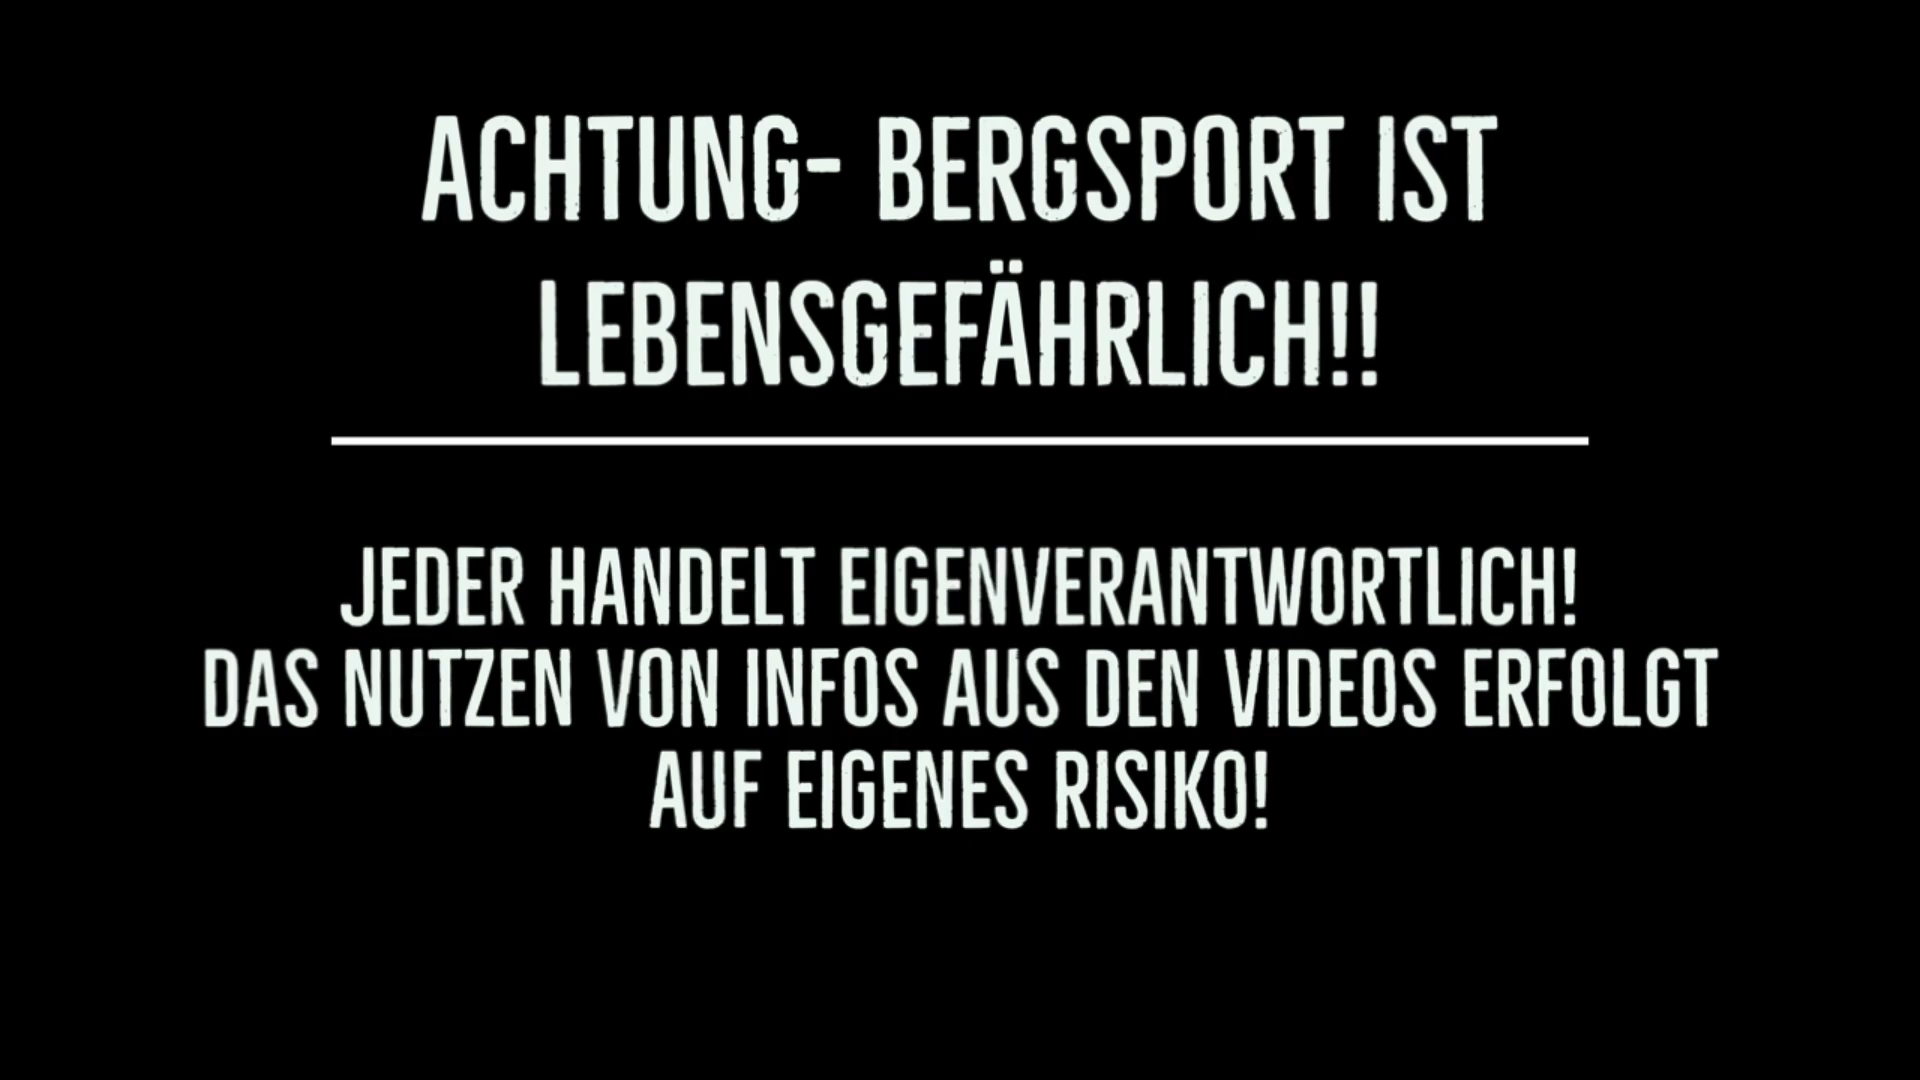 ACHTUNG- BERGSPORT IST
LEBENSGEFÄHRLICH!!
JEDER HANDELT EIGENVERANTWORTLICH!
DAS NUTZEN VON INFOS AUS DEN VIDEOS ERFOLGT
AUF EIGENES RISIKO!